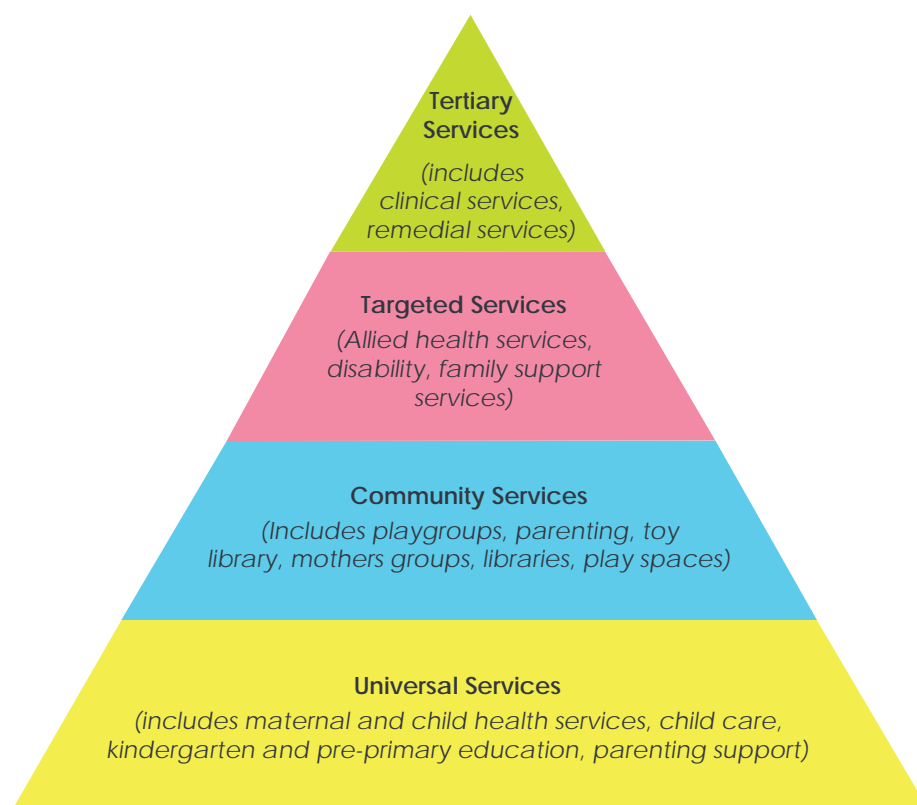 Tertiary
Services
(includes
clinical services,
remedial services)
Targeted Services
(Allied health services,
disability, family support
services)
Community Services
(Includes playgroups, parenting, toy
library, mothers groups, libraries, play spaces)
Universal Services
(includes maternal and child health services, child care,
kindergarten and pre-primary education, parenting support)